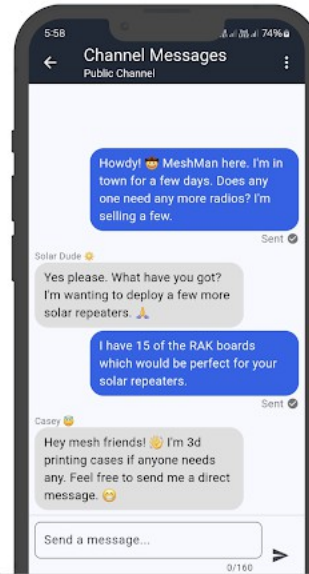 5:58
74%
Channel Messages
Public Channel
Howdy! 🤠 MeshMan here. I'm in
town for a few days. Does any
one need any more radios? I'm
selling a few.
Sent
Solar Dude ☀️
Yes please. What have you got?
I'm wanting to deploy a few more
solar repeaters. 🙏
I have 15 of the RAK boards
which would be perfect for your
solar repeaters.
Sent
Casey 😇
Hey mesh friends! 👋 I'm 3d
printing cases if anyone needs
any. Feel free to send me a direct
message. 😁
Send a message...
0/160